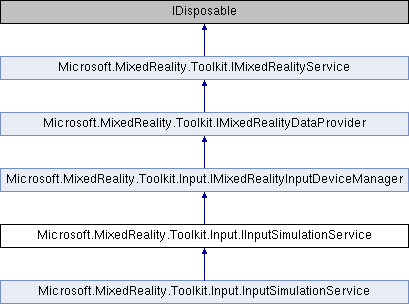 IDisposable
Microsoft.MixedReality.Toolkit.IMixedRealityService
Microsoft.MixedReality.Toolkit.IMixedRealityDataProvider
Microsoft.MixedReality.Toolkit.Input.IMixedRealityInputDeviceManager
Microsoft.MixedReality.Toolkit.Input.IInputSimulationService
Microsoft.MixedReality.Toolkit.Input.InputSimulationService